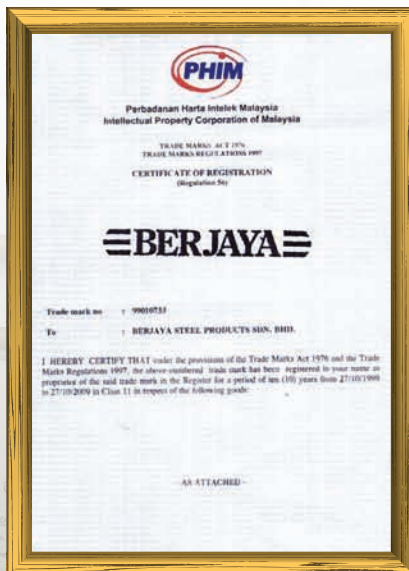 PHIM
Perbadanan Harta Intelek Malaysia
Intellectual Property Corporation of Malaysia
TRADE MARKS ACT 1976
TRADE MARKS REGULATIONS 1997
CERTIFICATE OF REGISTRATION
(Regulation 56)
BERJAYA
Trade mark no : 99010733
To : BERJAYA STEEL PRODUCTS SDN. BHD.
I HEREBY CERTIFY THAT under the provisions of the Trade Marks Act 1976 and the Trade
Marks Regulations 1997, the above-numbered trade mark has been registered in your name as
proprietor of the said trade mark in the Register for a period of ten (10) years from 27/10/1999
to 27/10/2009 in Class 11 in respect of the following goods:
- AS ATTACHED -